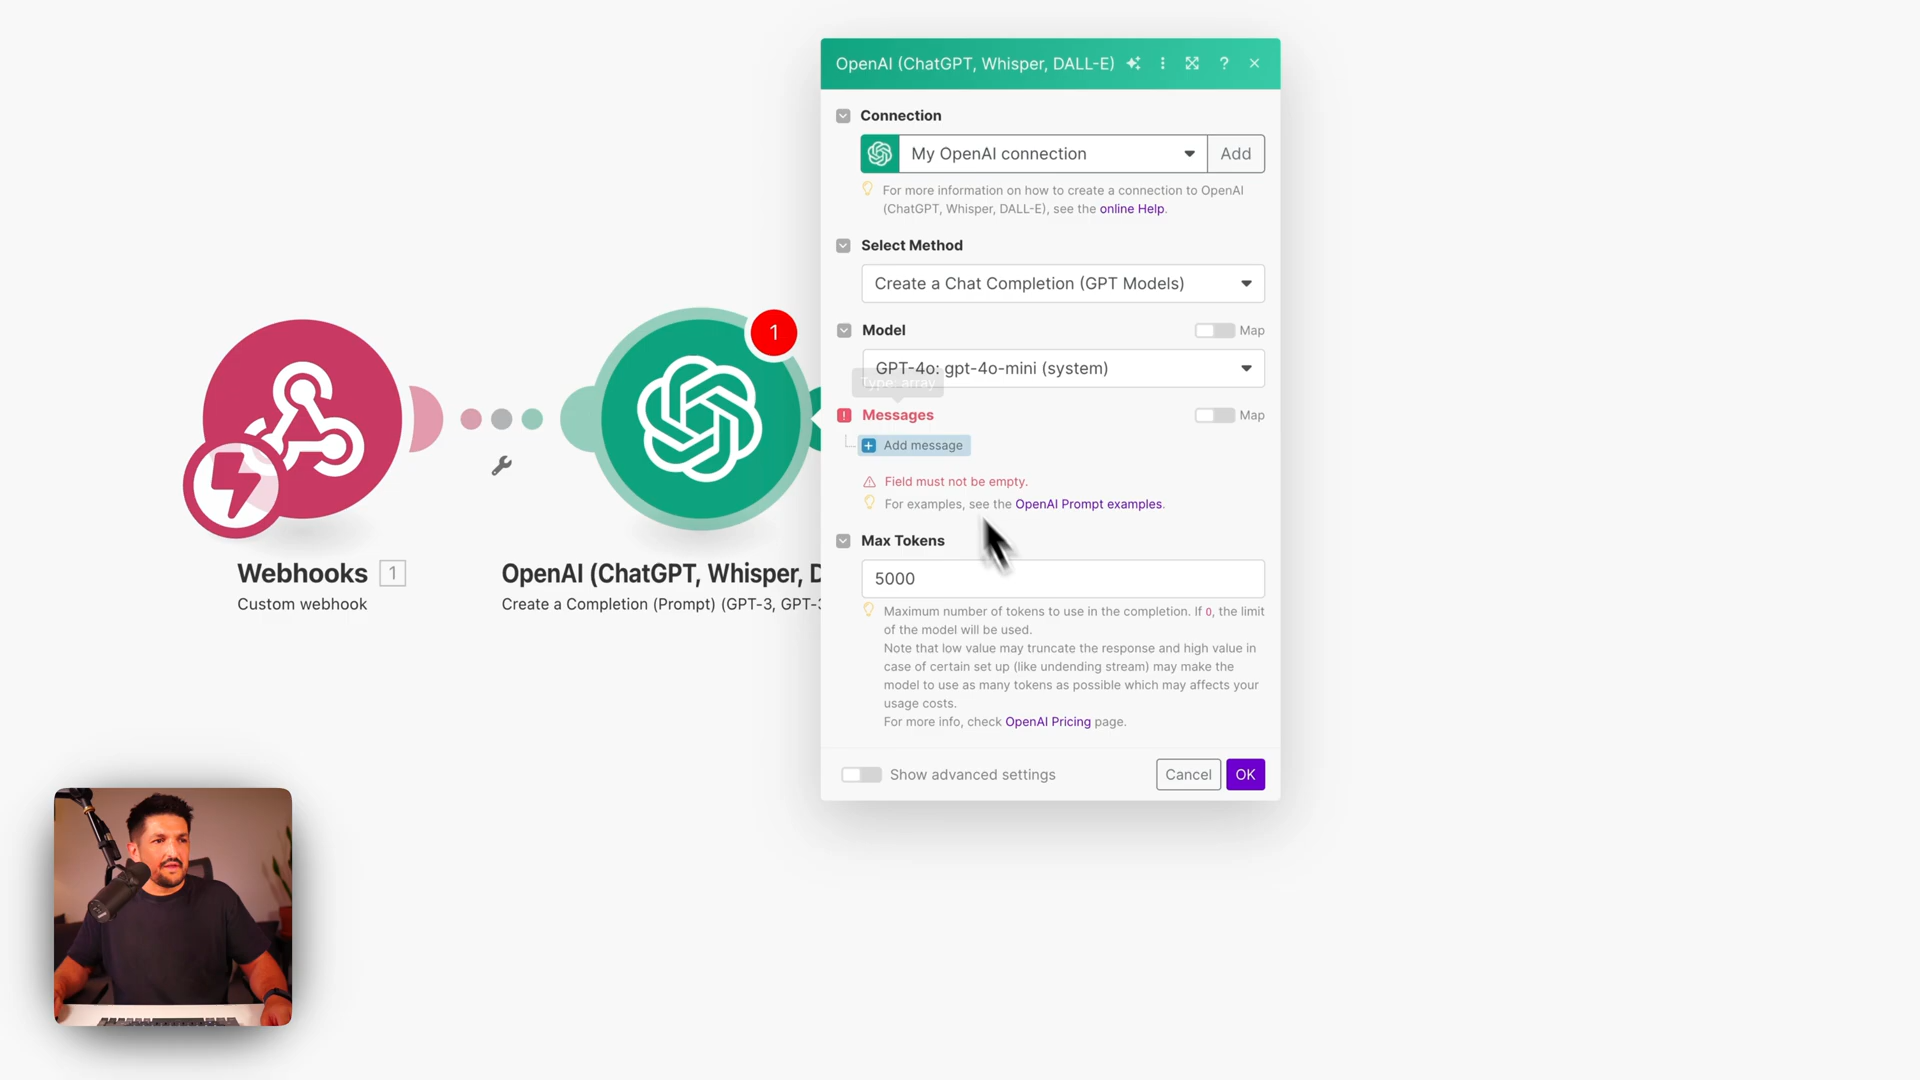 OpenAI (ChatGPT, Whisper, DALL-E)
Connection
My OpenAI connection
Add
For more information on how to create a connection to OpenAI
(ChatGPT, Whisper, DALL-E), see the online Help.
Select Method
Create a Chat Completion (GPT Models)
Model
Map
GPT-4o: gpt-4o-mini (system)
Type: array
Messages
Map
Add message
Field must not be empty.
For examples, see the OpenAI Prompt examples.
Max Tokens
5000
Maximum number of tokens to use in the completion. If 0, the limit
of the model will be used.
Note that low value may truncate the response and high value in
case of certain set up (like undending stream) may make the
model to use as many tokens as possible which may affects your
usage costs.
For more info, check OpenAI Pricing page.
Show advanced settings
Cancel
OK
1
Webhooks 1
Custom webhook
OpenAI (ChatGPT, Whisper, D
Create a Completion (Prompt) (GPT-3, GPT-3